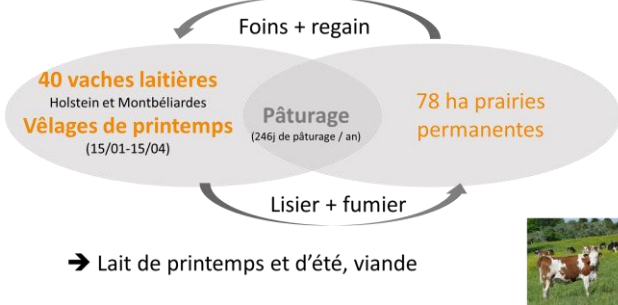 Foins + regain
40 vaches laitières
Holstein et Montbéliardes
Vêlages de printemps
(15/01-15/04)
Pâturage
(246j de pâturage / an)
78 ha prairies
permanentes
Lisier + fumier
➔ Lait de printemps et d'été, viande